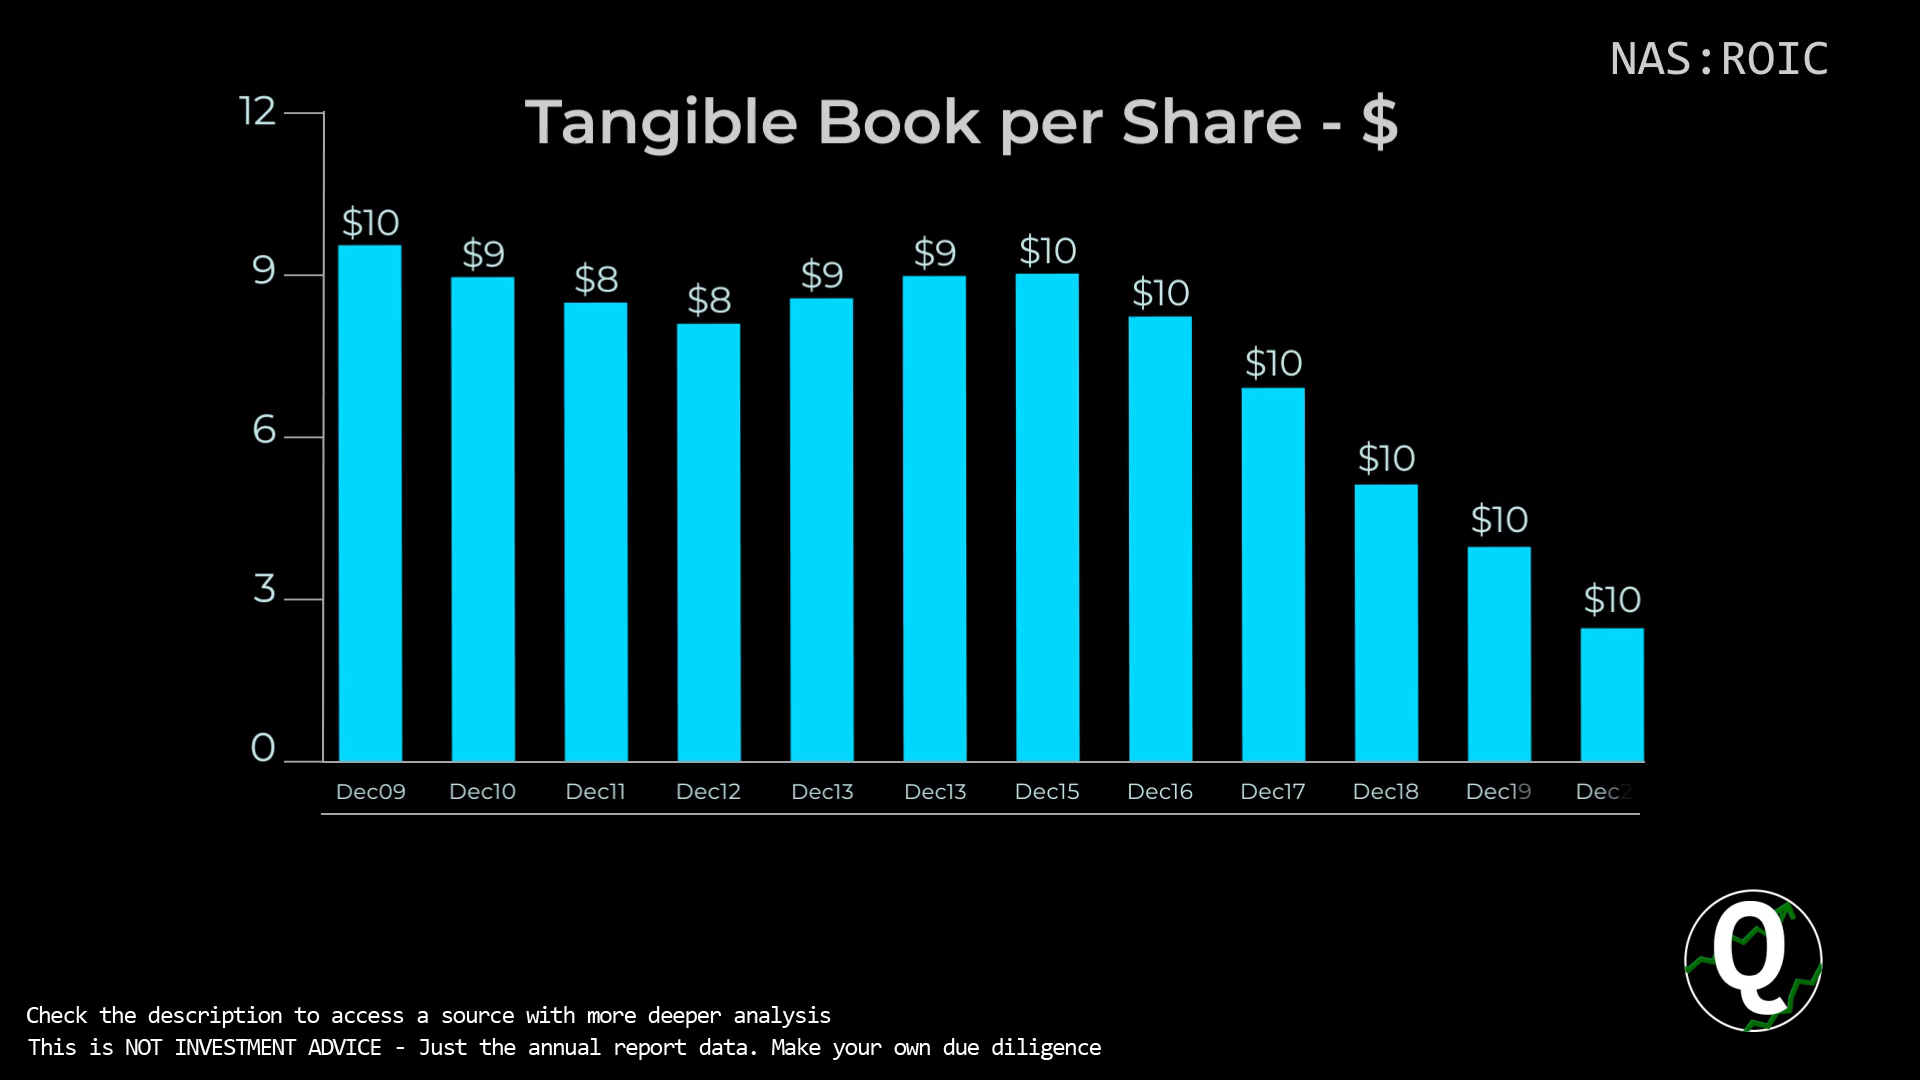 NAS:ROIC
Tangible Book per Share - $
12
9
6
3
0
$10
$9
$8
$8
$9
$9
$10
$10
$10
$10
$10
$10
Dec09 Dec10 Dec11 Dec12 Dec13 Dec13 Dec15 Dec16 Dec17 Dec18 Dec19 Dec2
Q
Check the description to access a source with more deeper analysis
This is NOT INVESTMENT ADVICE - Just the annual report data. Make your own due diligence